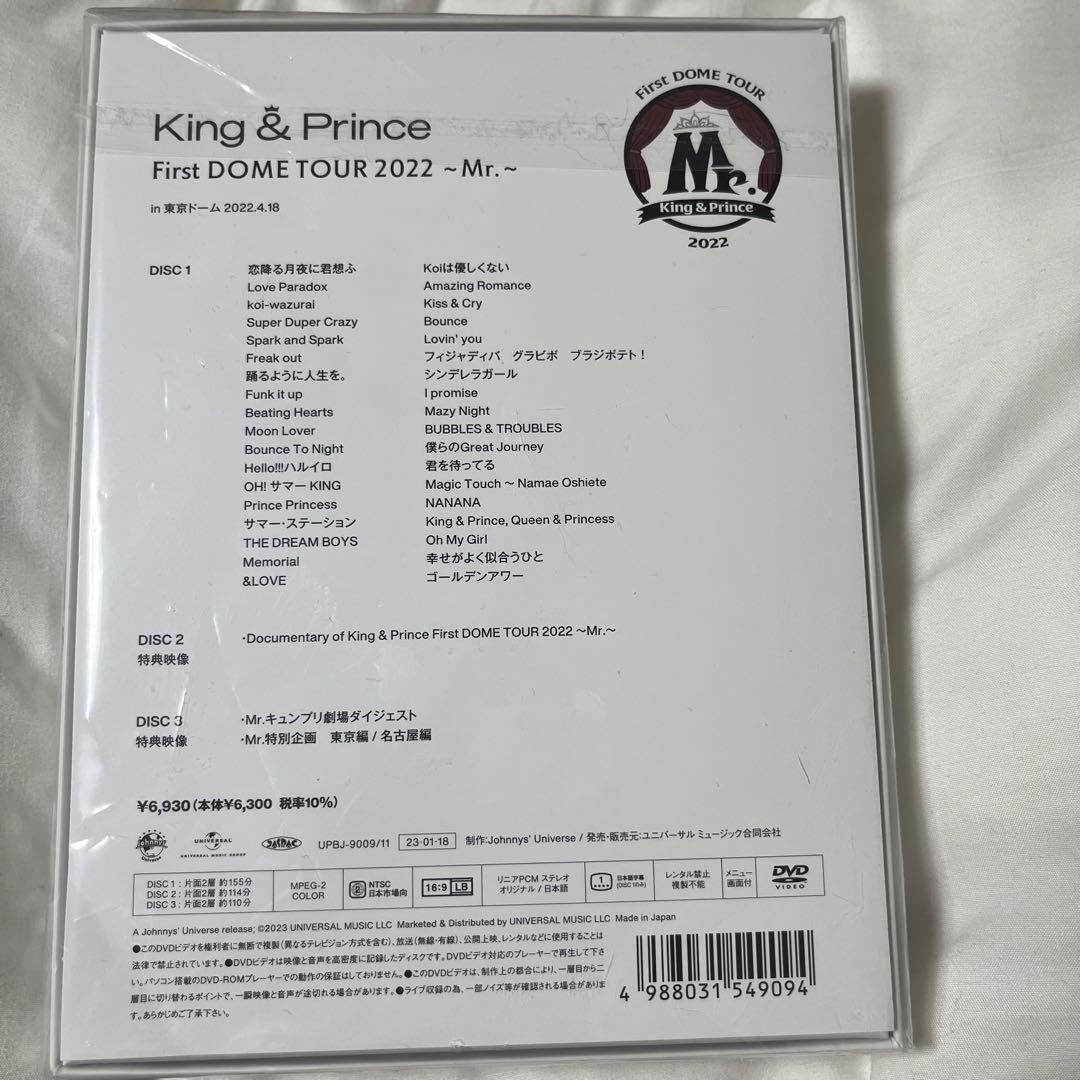 King & Prince
First DOME TOUR 2022 ～Mr.～
in 東京ドーム 2022.4.18
First DOME TOUR
Mr.
King & Prince
2022
DISC 1
恋降る月夜に君想ふ
Love Paradox
koi-wazurai
Super Duper Crazy
Spark and Spark
Freak out
踊るように人生を。
Funk it up
Beating Hearts
Moon Lover
Bounce To Night
Hello!!!ハルイロ
OH! サマー KING
Prince Princess
サマー・ステーション
THE DREAM BOYS
Memorial
&LOVE
Koiは優しくない
Amazing Romance
Kiss & Cry
Bounce
Lovin' you
フィジャディバ　グラビボ　ブラジポテト！
シンデレラガール
I promise
Mazy Night
BUBBLES & TROUBLES
僕らのGreat Journey
君を待ってる
Magic Touch ～ Namae Oshiete
NANANA
King & Prince, Queen & Princess
Oh My Girl
幸せがよく似合うひと
ゴールデンアワー
DISC 2
特典映像
・Documentary of King & Prince First DOME TOUR 2022 ～Mr.～
DISC 3
特典映像
・Mr.キュンプリ劇場ダイジェスト
・Mr.特別企画　東京編 / 名古屋編
¥6,930（本体¥6,300 税率10%）
Johnnys' Universe
UNIVERSAL
UNIVERSAL MUSIC GROUP
JASRAC
UPBJ-9009/11
23・01・18
制作：Johnnys' Universe / 発売・販売元：ユニバーサル ミュージック合同会社
DISC 1：片面2層 約155分
DISC 2：片面2層 約114分
DISC 3：片面2層 約110分
MPEG-2
COLOR
2
NTSC
日本市場向
16:9 LB
リニアPCM ステレオ
オリジナル / 日本語
1
日本語字幕
(DISC 1のみ)
レンタル禁止
複製不能
メニュー
画面付
DVD
VIDEO
A Johnnys' Universe release; ©2023 UNIVERSAL MUSIC LLC Marketed & Distributed by UNIVERSAL MUSIC LLC Made in Japan
●このDVDビデオを権利者に無断で複製（異なるテレビジョン方式を含む）、放送（無線・有線）、公開上映、レンタルなどに使用することは
法律で禁止されています。●DVDビデオは映像と音声を高密度に記録したディスクです。DVDビデオ対応のプレーヤーで再生して下さ
い。パソコン搭載のDVD-ROMプレーヤーでの動作の保証はしておりません。●このDVDビデオは、制作上の都合により、一層目から二
層目に切り替わるポイントで、一瞬映像と音声が途切れる場合があります。●ライブ収録の為、一部ノイズ等が確認される場合がありま
す。あらかじめご了承下さい。
4 988031 549094